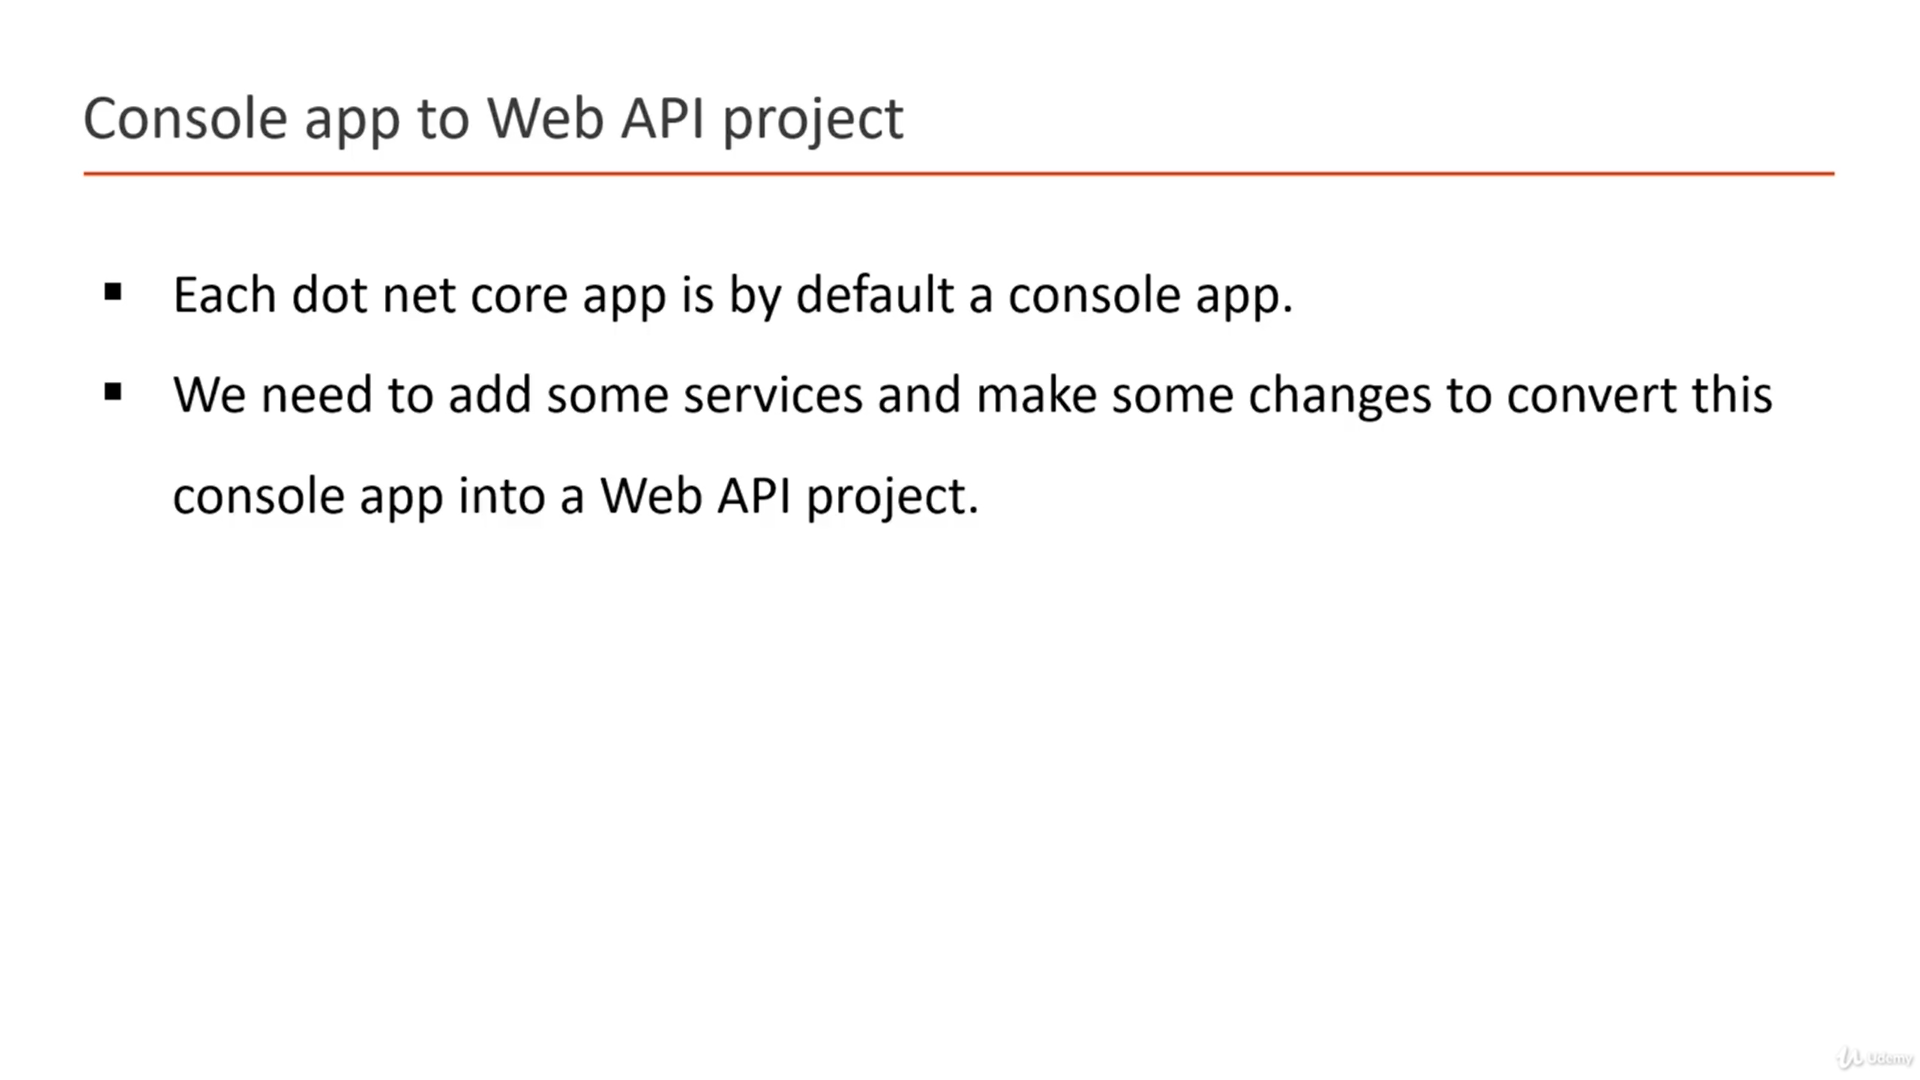 Console app to Web API project
▪ Each dot net core app is by default a console app.
▪ We need to add some services and make some changes to convert this
console app into a Web API project.
Udemy